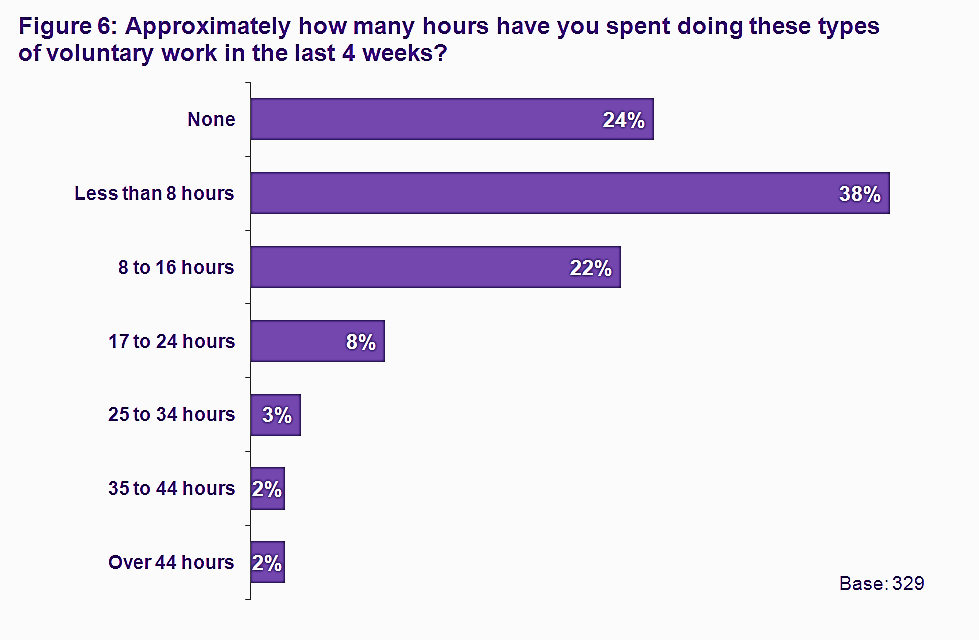 Figure 6: Approximately how many hours have you spent doing these types
of voluntary work in the last 4 weeks?
None 24%
Less than 8 hours 38%
8 to 16 hours 22%
17 to 24 hours 8%
25 to 34 hours 3%
35 to 44 hours 2%
Over 44 hours 2%
Base: 329